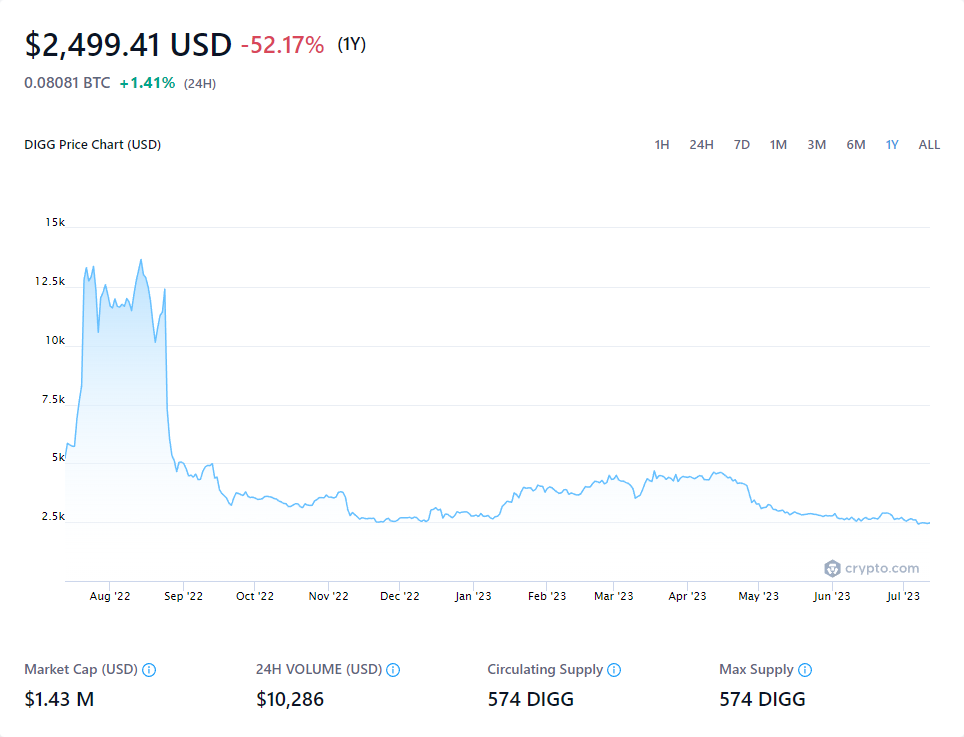 $2,499.41 USD -52.17% (1Y)
0.08081 BTC +1.41% (24H)
DIGG Price Chart (USD) 1H 24H 7D 1M 3M 6M 1Y ALL
15k
12.5k
10k
7.5k
5k
2.5k
crypto.com
Aug '22 Sep '22 Oct '22 Nov '22 Dec '22 Jan '23 Feb '23 Mar '23 Apr '23 May '23 Jun '23 Jul '23
Market Cap (USD) 24H VOLUME (USD) Circulating Supply Max Supply
$1.43 M $10,286 574 DIGG 574 DIGG